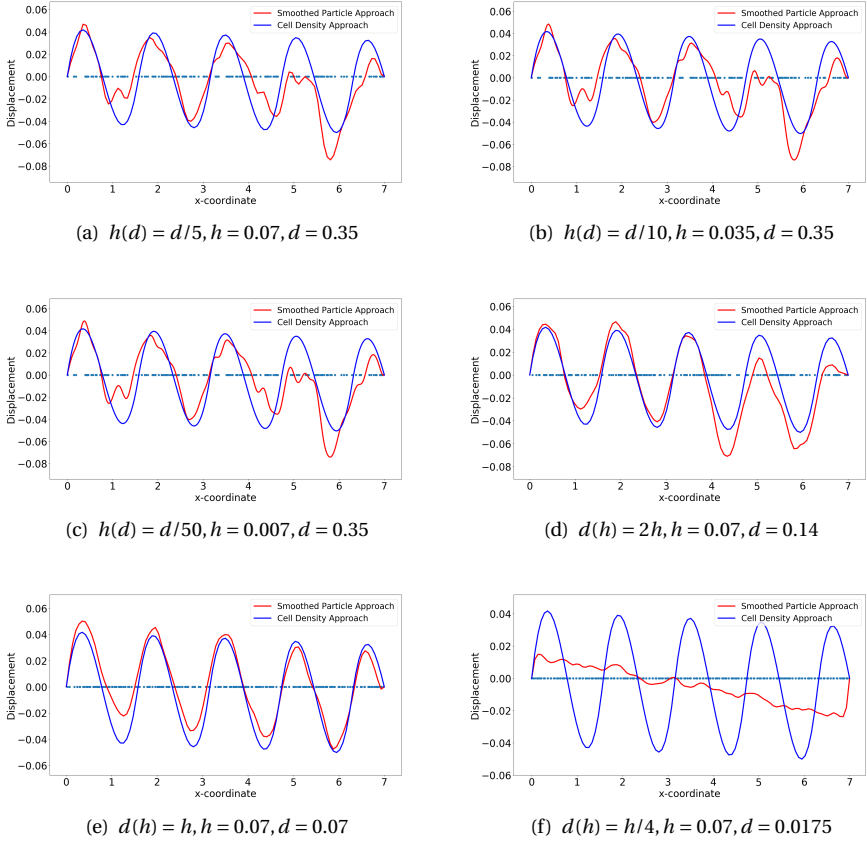 Smoothed Particle Approach
Cell Density Approach
0.04
0.02
0.00
−0.02
−0.04
−0.06
−0.08
Displacement
0 1 2 3 4 5 6 7
x-coordinate
(a) h(d) = d/5, h = 0.07, d = 0.35
Smoothed Particle Approach
Cell Density Approach
0.04
0.02
0.00
−0.02
−0.04
−0.06
−0.08
Displacement
0 1 2 3 4 5 6 7
x-coordinate
(b) h(d) = d/10, h = 0.035, d = 0.35
Smoothed Particle Approach
Cell Density Approach
0.06
0.04
0.02
0.00
−0.02
−0.04
−0.06
−0.08
Displacement
0 1 2 3 4 5 6 7
x-coordinate
(c) h(d) = d/50, h = 0.007, d = 0.35
Smoothed Particle Approach
Cell Density Approach
0.06
0.04
0.02
0.00
−0.02
−0.04
−0.06
−0.08
Displacement
0 1 2 3 4 5 6 7
x-coordinate
(d) d(h) = 2h, h = 0.07, d = 0.14
Smoothed Particle Approach
Cell Density Approach
0.06
0.04
0.02
0.00
−0.02
−0.04
−0.06
Displacement
0 1 2 3 4 5 6 7
x-coordinate
(e) d(h) = h, h = 0.07, d = 0.07
Smoothed Particle Approach
Cell Density Approach
0.04
0.02
0.00
−0.02
−0.04
−0.06
Displacement
0 1 2 3 4 5 6 7
x-coordinate
(f) d(h) = h/4, h = 0.07, d = 0.0175